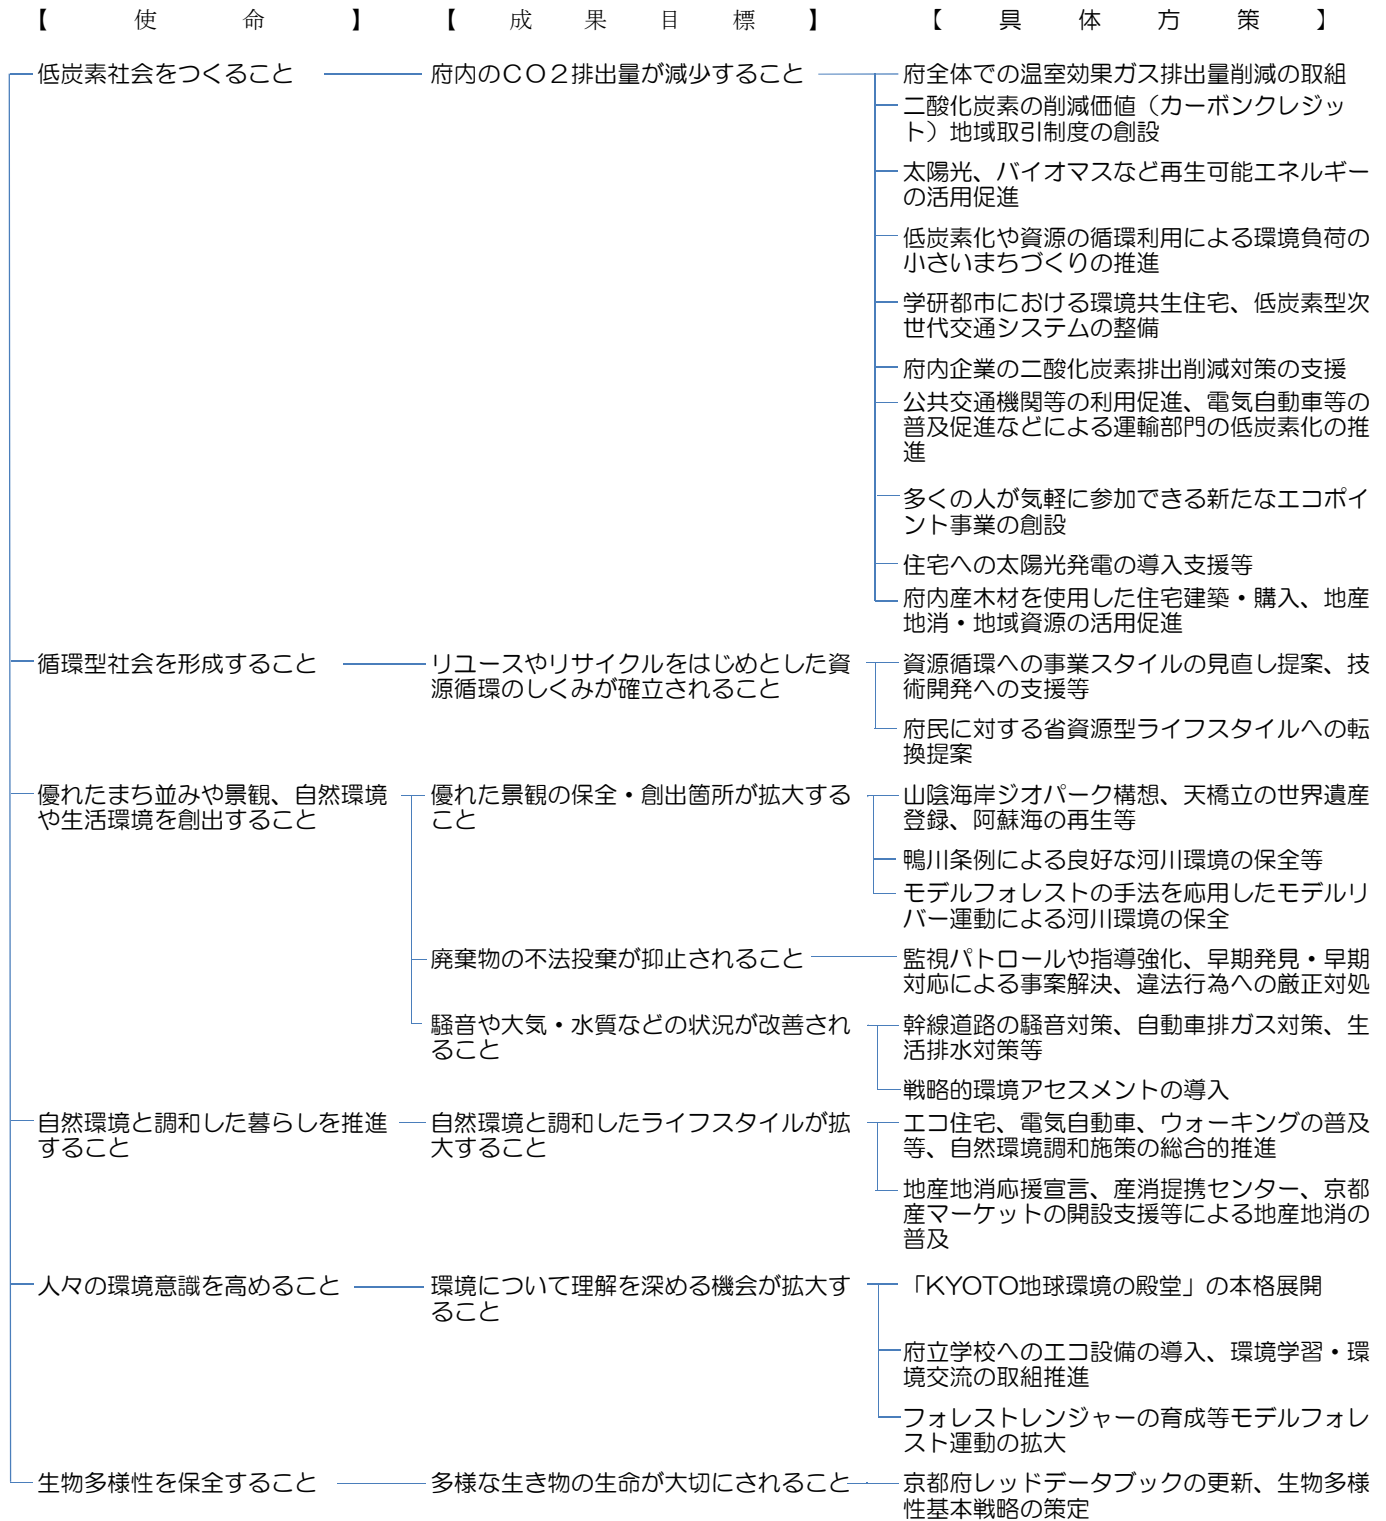 【使命】 【成果目標】 【具体方策】
低炭素社会をつくること
府内のＣＯ２排出量が減少すること
府全体での温室効果ガス排出量削減の取組
二酸化炭素の削減価値（カーボンクレジッ
ト）地域取引制度の創設
太陽光、バイオマスなど再生可能エネルギー
の活用促進
低炭素化や資源の循環利用による環境負荷の
小さいまちづくりの推進
学研都市における環境共生住宅、低炭素型次
世代交通システムの整備
府内企業の二酸化炭素排出削減対策の支援
公共交通機関等の利用促進、電気自動車等の
普及促進などによる運輸部門の低炭素化の推
進
多くの人が気軽に参加できる新たなエコポイ
ント事業の創設
住宅への太陽光発電の導入支援等
府内産木材を使用した住宅建築・購入、地産
地消・地域資源の活用促進
循環型社会を形成すること
リユースやリサイクルをはじめとした資
源循環のしくみが確立されること
資源循環への事業スタイルの見直し提案、技
術開発への支援等
府民に対する省資源型ライフスタイルへの転
換提案
優れたまち並みや景観、自然環境
や生活環境を創出すること
優れた景観の保全・創出箇所が拡大する
こと
山陰海岸ジオパーク構想、天橋立の世界遺産
登録、阿蘇海の再生等
鴨川条例による良好な河川環境の保全等
モデルフォレストの手法を応用したモデルリ
バー運動による河川環境の保全
廃棄物の不法投棄が抑止されること
監視パトロールや指導強化、早期発見・早期
対応による事案解決、違法行為への厳正対処
騒音や大気・水質などの状況が改善され
ること
幹線道路の騒音対策、自動車排ガス対策、生
活排水対策等
戦略的環境アセスメントの導入
自然環境と調和した暮らしを推進
すること
自然環境と調和したライフスタイルが拡
大すること
エコ住宅、電気自動車、ウォーキングの普及
等、自然環境調和施策の総合的推進
地産地消応援宣言、産消提携センター、京都
産マーケットの開設支援等による地産地消の
普及
人々の環境意識を高めること
環境について理解を深める機会が拡大す
ること
「KYOTO地球環境の殿堂」の本格展開
府立学校へのエコ設備の導入、環境学習・環
境交流の取組推進
フォレストレンジャーの育成等モデルフォレ
スト運動の拡大
生物多様性を保全すること
多様な生き物の生命が大切にされること
京都府レッドデータブックの更新、生物多様
性基本戦略の策定